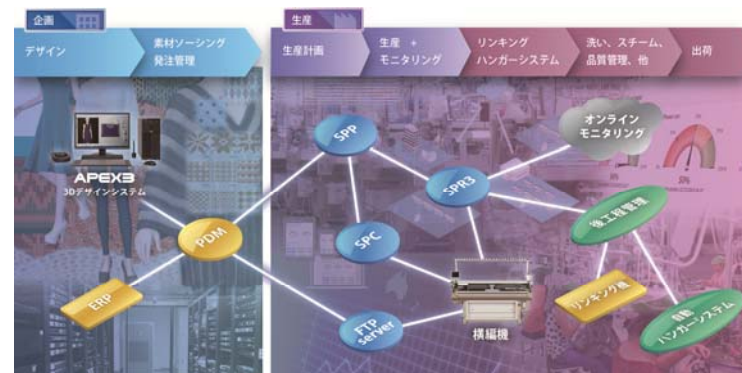 企画
生産
デザイン
素材ソーシング
発注管理
生産計画
生産 +
モニタリング
リンキング
ハンガーシステム
洗い、スチーム、
品質管理、他
出荷
APEX3
3Dデザインシステム
PDM
ERP
SPP
SPR3
SPC
FTP
server
オンライン
モニタリング
後工程管理
リンキング機
自動
ハンガーシステム
横編機